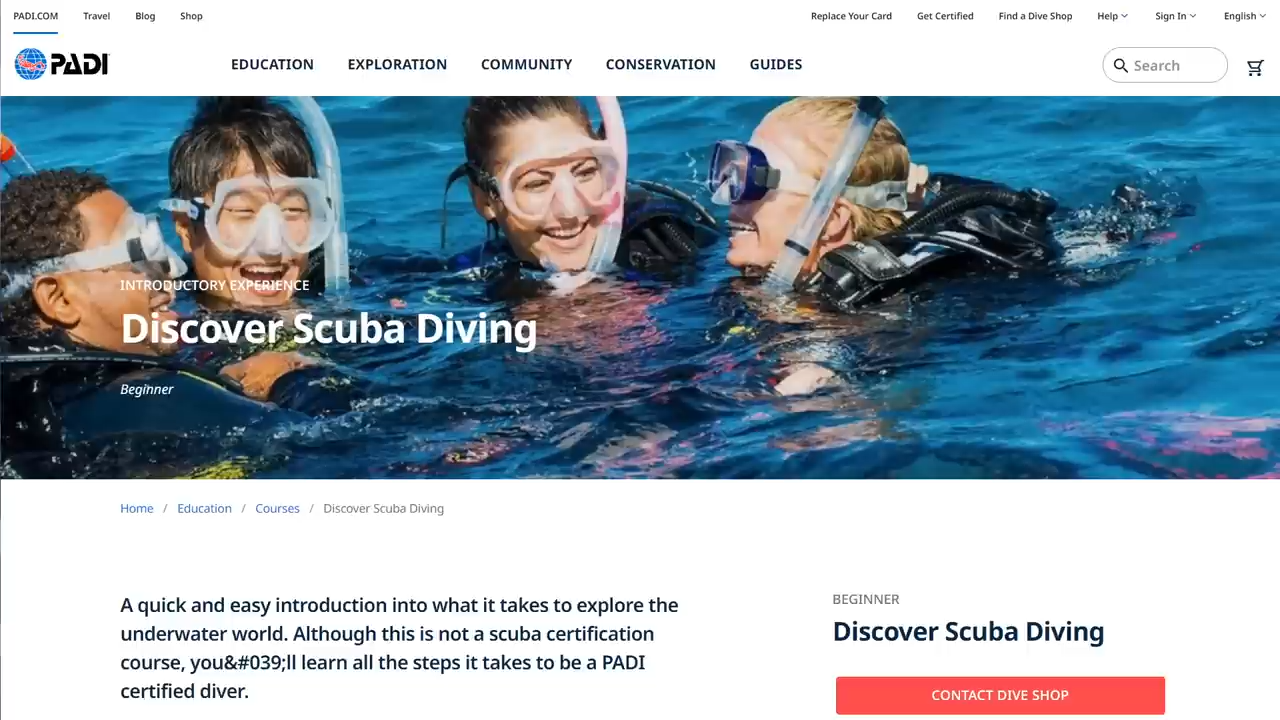 PADI.COM Travel Blog Shop Replace Your Card Get Certified Find a Dive Shop Help Sign In English
PADI EDUCATION EXPLORATION COMMUNITY CONSERVATION GUIDES Search
INTRODUCTORY EXPERIENCE
Discover Scuba Diving
Beginner
Home / Education / Courses / Discover Scuba Diving
A quick and easy introduction into what it takes to explore the
underwater world. Although this is not a scuba certification
course, you&#039;ll learn all the steps it takes to be a PADI
certified diver.
BEGINNER
Discover Scuba Diving
CONTACT DIVE SHOP